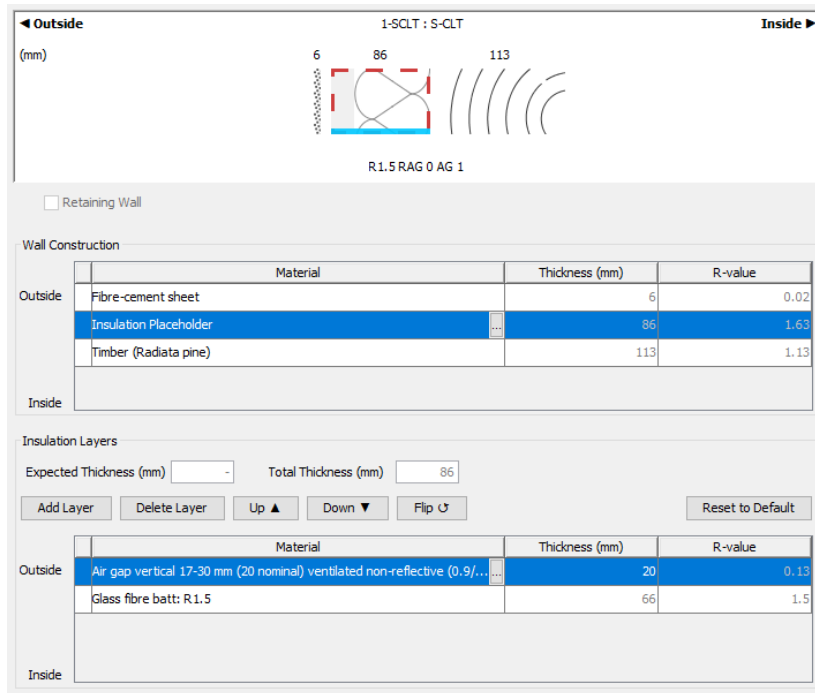 ◄ Outside 1-SCLT : S-CLT Inside ►
(mm) 6 86 113
R1.5 RAG 0 AG 1
Retaining Wall
Wall Construction
Material Thickness (mm) R-value
Outside Fibre-cement sheet 6 0.02
Insulation Placeholder ... 86 1.63
Timber (Radiata pine) 113 1.13
Inside
Insulation Layers
Expected Thickness (mm) - Total Thickness (mm) 86
Add Layer Delete Layer Up ▲ Down ▼ Flip ↺ Reset to Default
Material Thickness (mm) R-value
Outside Air gap vertical 17-30 mm (20 nominal) ventilated non-reflective (0.9/... ... 20 0.13
Glass fibre batt: R1.5 66 1.5
Inside